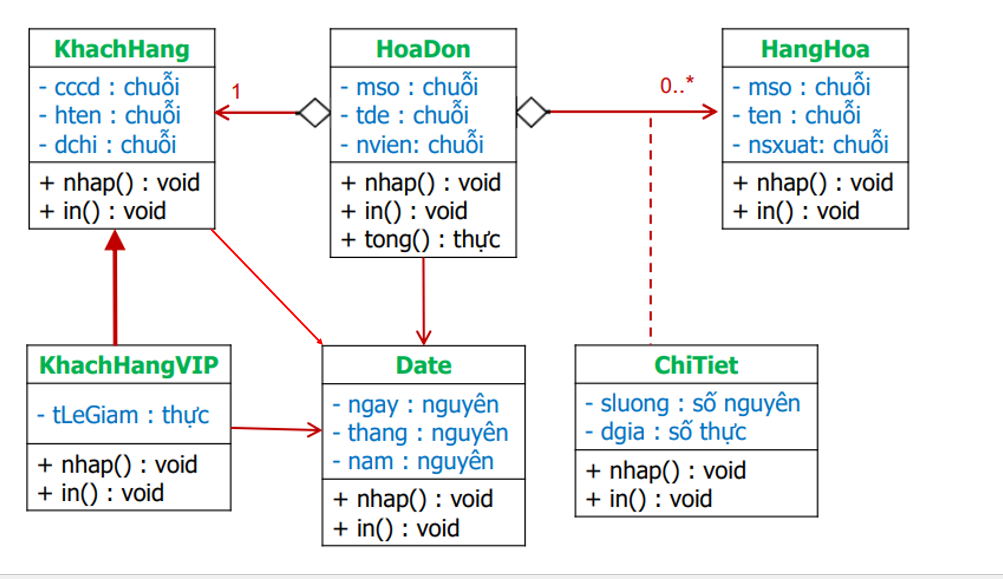 KhachHang
- cccd : chuỗi
- hten : chuỗi
- dchi : chuỗi
+ nhap() : void
+ in() : void
1
HoaDon
- mso : chuỗi
- tde : chuỗi
- nvien: chuỗi
+ nhap() : void
+ in() : void
+ tong() : thực
0..*
HangHoa
- mso : chuỗi
- ten : chuỗi
- nsxuat: chuỗi
+ nhap() : void
+ in() : void
KhachHangVIP
- tLeGiam : thực
+ nhap() : void
+ in() : void
Date
- ngay : nguyên
- thang : nguyên
- nam : nguyên
+ nhap() : void
+ in() : void
ChiTiet
- sluong : số nguyên
- dgia : số thực
+ nhap() : void
+ in() : void